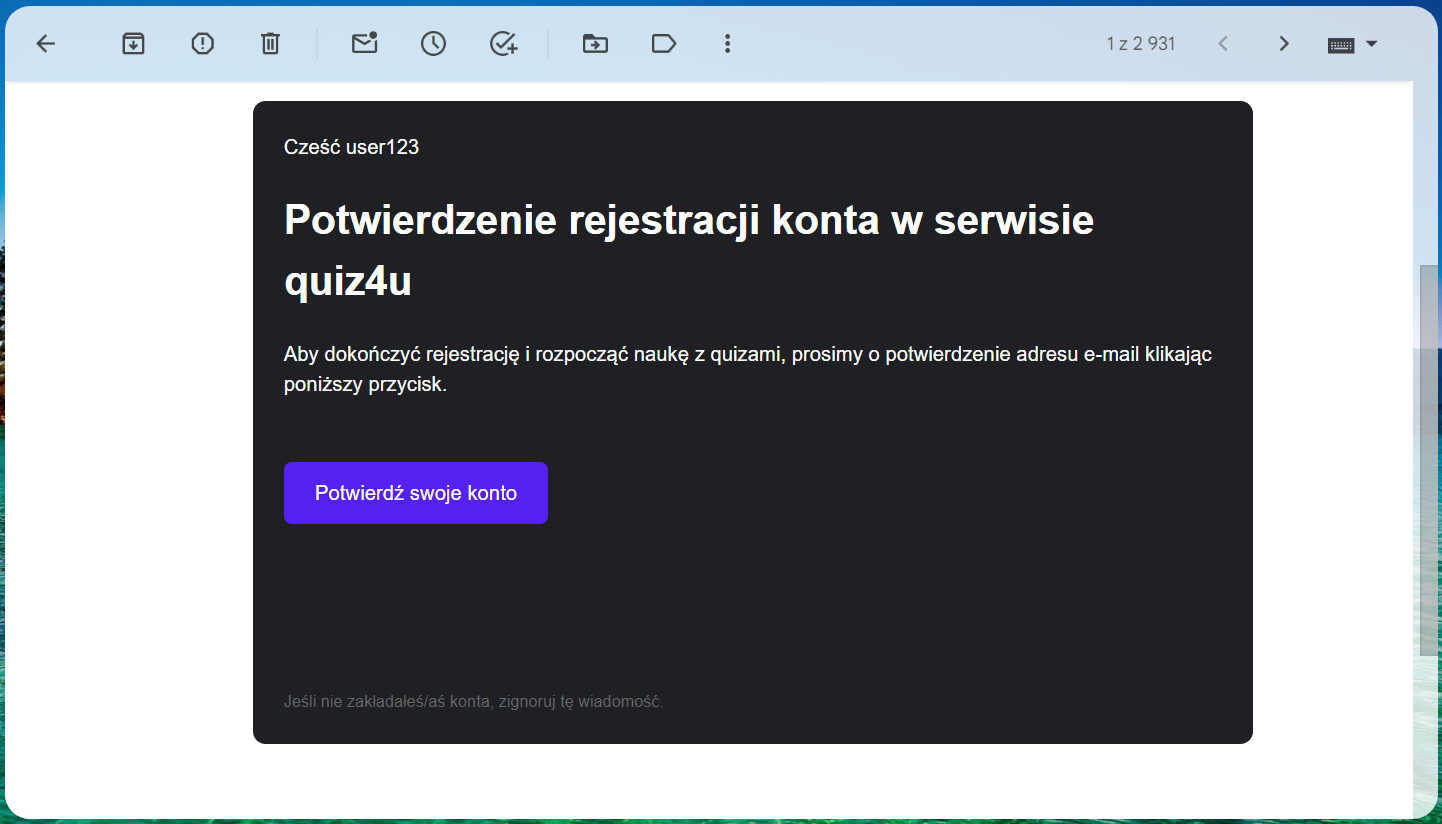 1 z 2 931
Cześć user123
Potwierdzenie rejestracji konta w serwisie
quiz4u
Aby dokończyć rejestrację i rozpocząć naukę z quizami, prosimy o potwierdzenie adresu e-mail klikając
poniższy przycisk.
Potwierdź swoje konto
Jeśli nie zakładałeś/aś konta, zignoruj tę wiadomość.